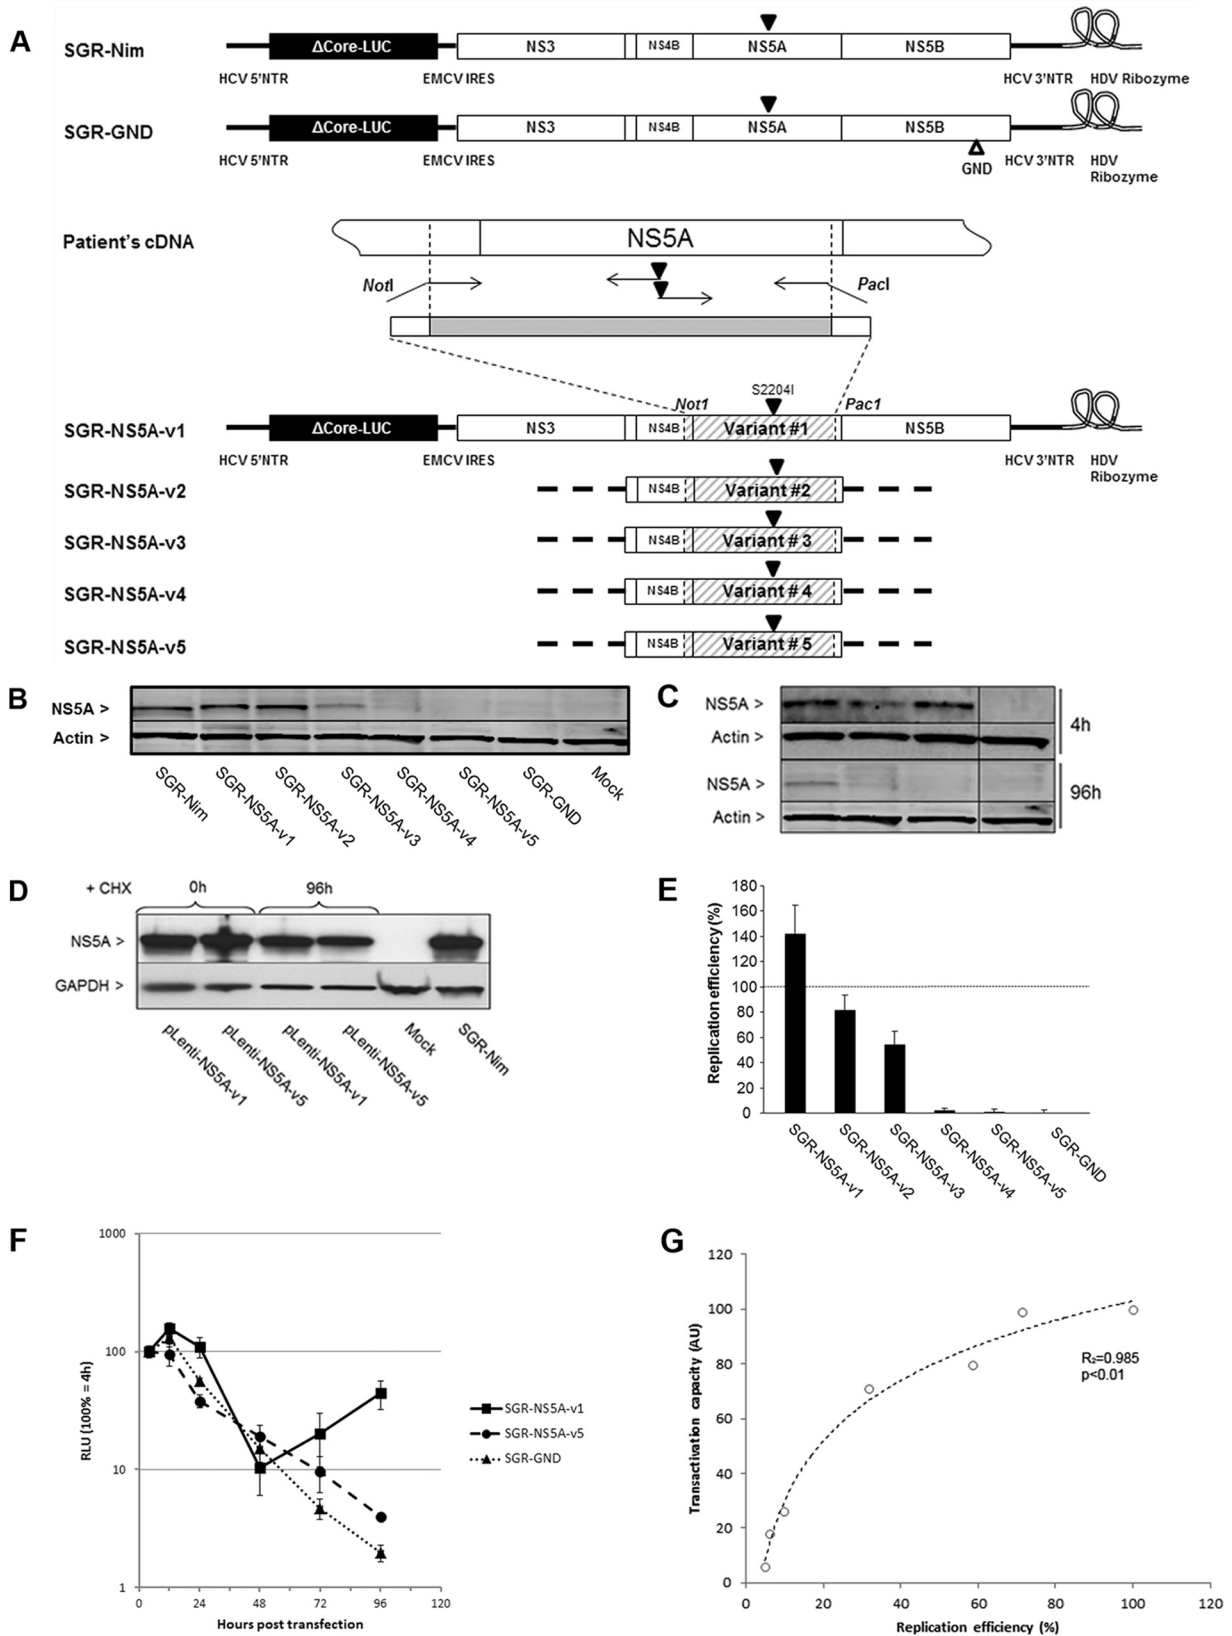 A
SGR-Nim
ΔCore-LUC
NS3
NS4B
NS5A
NS5B
HCV 5'NTR
EMCV IRES
HCV 3'NTR
HDV Ribozyme
SGR-GND
ΔCore-LUC
NS3
NS4B
NS5A
NS5B
HCV 5'NTR
EMCV IRES
GND
HCV 3'NTR
HDV
Ribozyme
Patient's cDNA
NS5A
NotI
PacI
S2204I
Not1
Pac1
SGR-NS5A-v1
ΔCore-LUC
NS3
NS4B
Variant #1
NS5B
HCV 5'NTR
EMCV IRES
HCV 3'NTR
HDV
Ribozyme
SGR-NS5A-v2
NS4B
Variant #2
SGR-NS5A-v3
NS4B
Variant # 3
SGR-NS5A-v4
NS4B
Variant # 4
SGR-NS5A-v5
NS4B
Variant # 5
B
NS5A >
Actin >
SGR-Nim
SGR-NS5A-v1
SGR-NS5A-v2
SGR-NS5A-v3
SGR-NS5A-v4
SGR-NS5A-v5
SGR-GND
Mock
C
NS5A >
Actin >
4h
NS5A >
Actin >
96h
D
+ CHX
0h
96h
NS5A >
GAPDH >
pLenti-NS5A-v1
pLenti-NS5A-v5
pLenti-NS5A-v1
pLenti-NS5A-v5
Mock
SGR-Nim
E
Replication efficiency (%)
180
160
140
120
100
80
60
40
20
0
SGR-NS5A-v1
SGR-NS5A-v2
SGR-NS5A-v3
SGR-NS5A-v4
SGR-NS5A-v5
SGR-GND
F
RLU (100% = 4h)
1000
100
10
1
0
24
48
72
96
120
Hours post transfection
SGR-NS5A-v1
SGR-NS5A-v5
SGR-GND
G
Transactivation capacity (AU)
120
100
80
60
40
20
0
R₂=0.985
p<0.01
0
20
40
60
80
100
120
Replication efficiency (%)